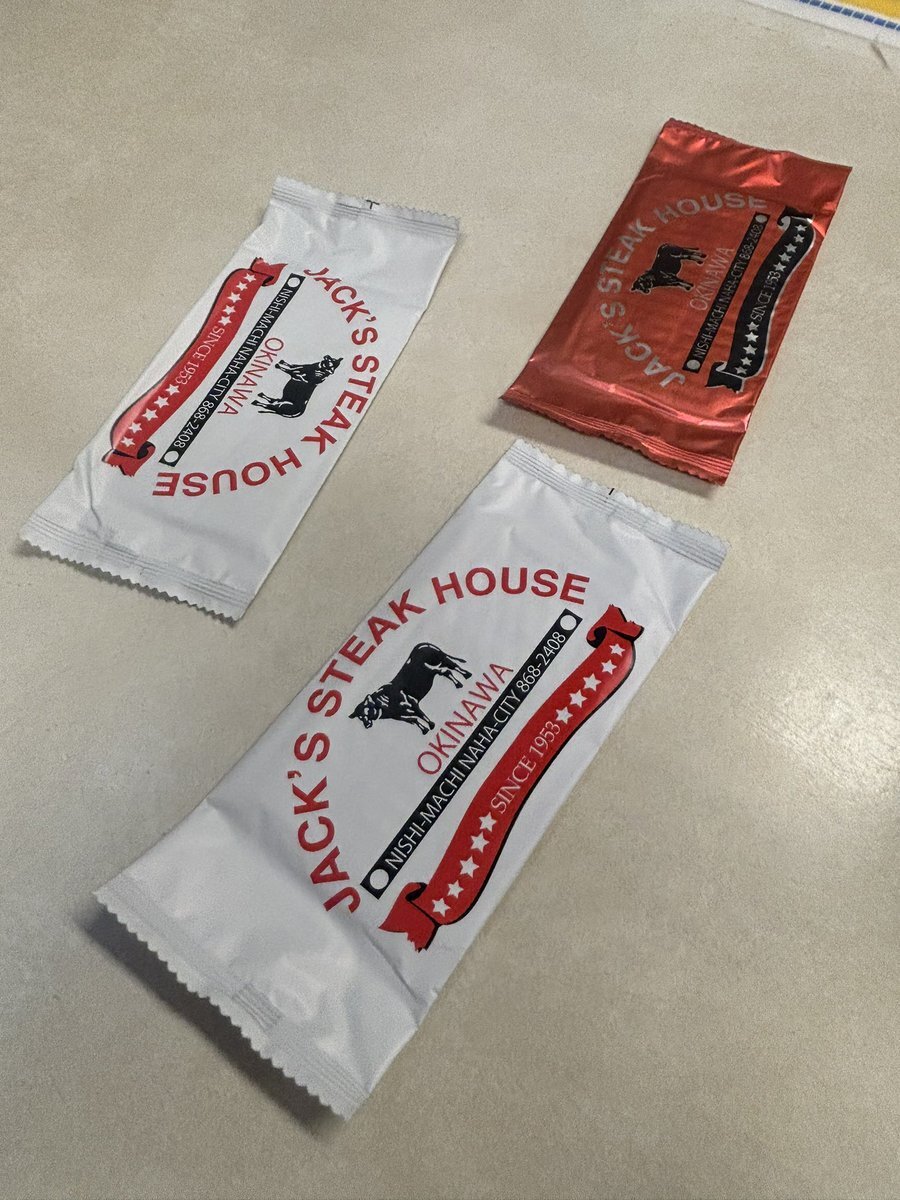 JACK'S STEAK HOUSE
OKINAWA
NISHI-MACHI NAHA-CITY 868-2408
SINCE 1953
JACK'S STEAK HOUSE
OKINAWA
NISHI-MACHI NAHA-CITY 868-2408
SINCE 1953
JACK'S STEAK HOUSE
OKINAWA
NISHI-MACHI NAHA-CITY 868-2408
SINCE 1953